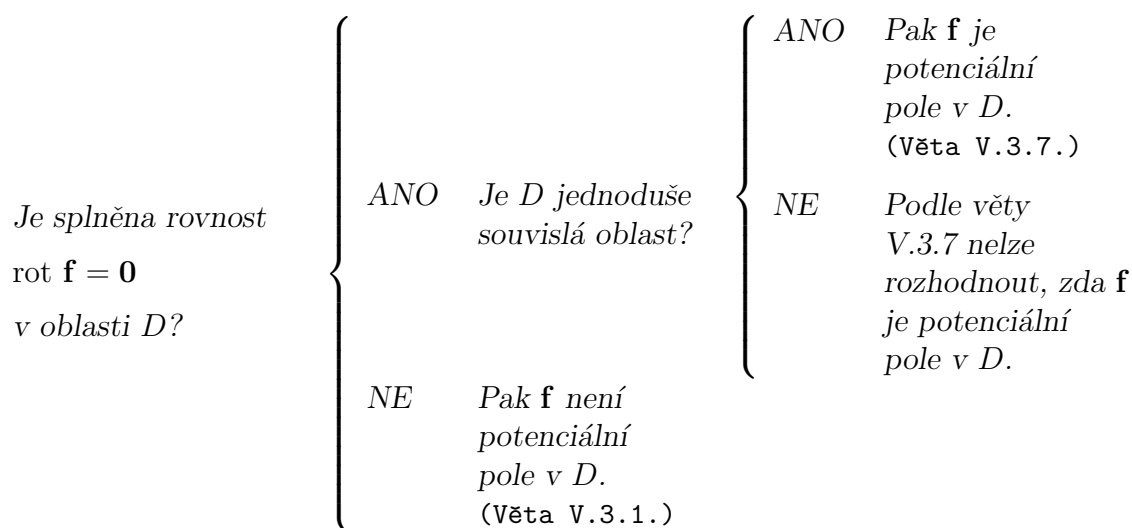 Je splněna rovnost
rot f = 0
v oblasti D?
ANO
Je D jednoduše
souvislá oblast?
ANO
Pak f je
potenciální
pole v D.
(Věta V.3.7.)
NE
Podle věty
V.3.7 nelze
rozhodnout, zda f
je potenciální
pole v D.
NE
Pak f není
potenciální
pole v D.
(Věta V.3.1.)